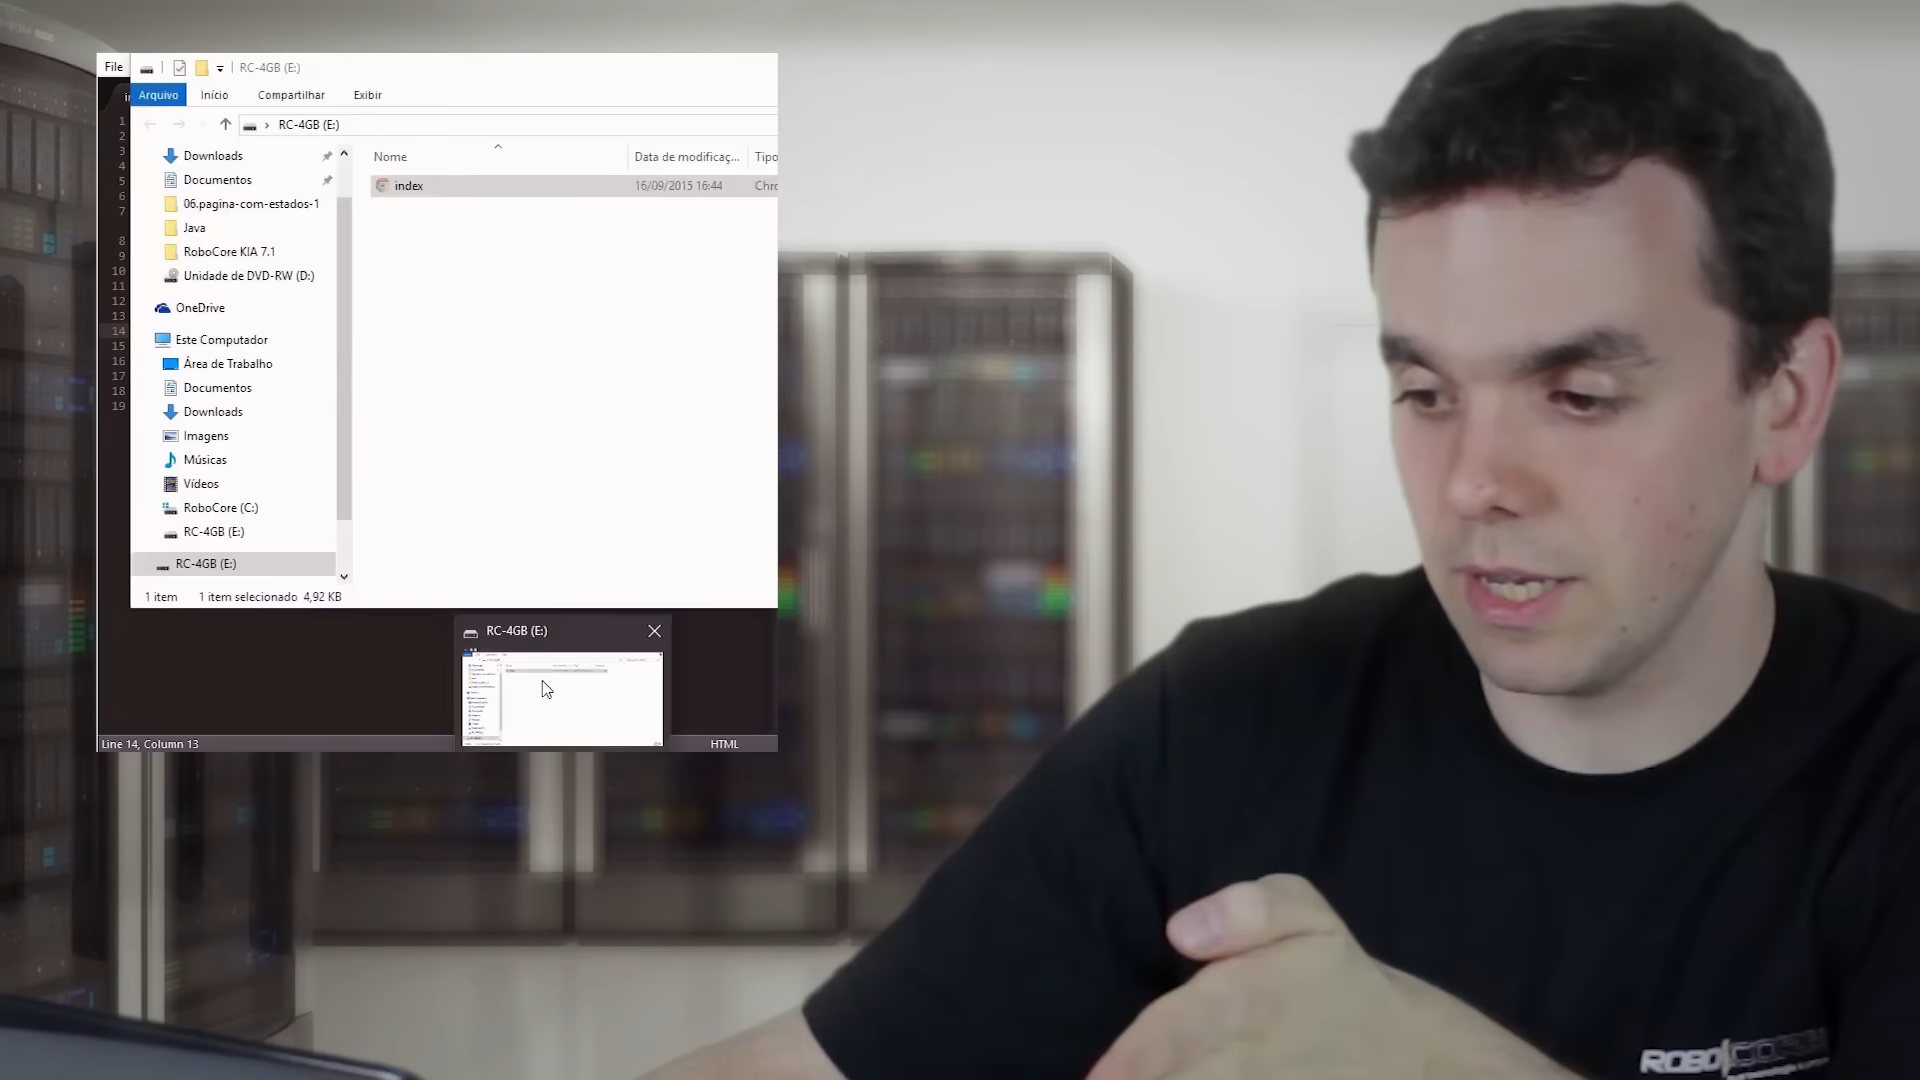 File
RC-4GB (E:)
Arquivo
Início
Compartilhar
Exibir
RC-4GB (E:)
Downloads
Documentos
06.pagina-com-estados-1
Java
RoboCore KIA 7.1
Unidade de DVD-RW (D:)
OneDrive
Este Computador
Área de Trabalho
Documentos
Downloads
Imagens
Músicas
Vídeos
RoboCore (C:)
RC-4GB (E:)
RC-4GB (E:)
Nome
Data de modificaç...
Tipo
index
16/09/2015 16:44
Chro
1 item
1 item selecionado 4,92 KB
1
2
3
4
5
6
7
8
9
10
11
12
13
14
15
16
17
18
19
RC-4GB (E:)
Line 14, Column 13
HTML
ROBOCORE